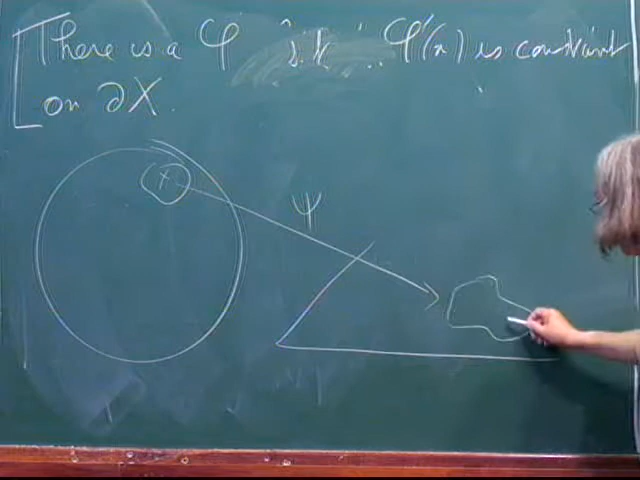 There is a φ s.t. "φ'(x) is constant
on ∂X.
x
Ψ